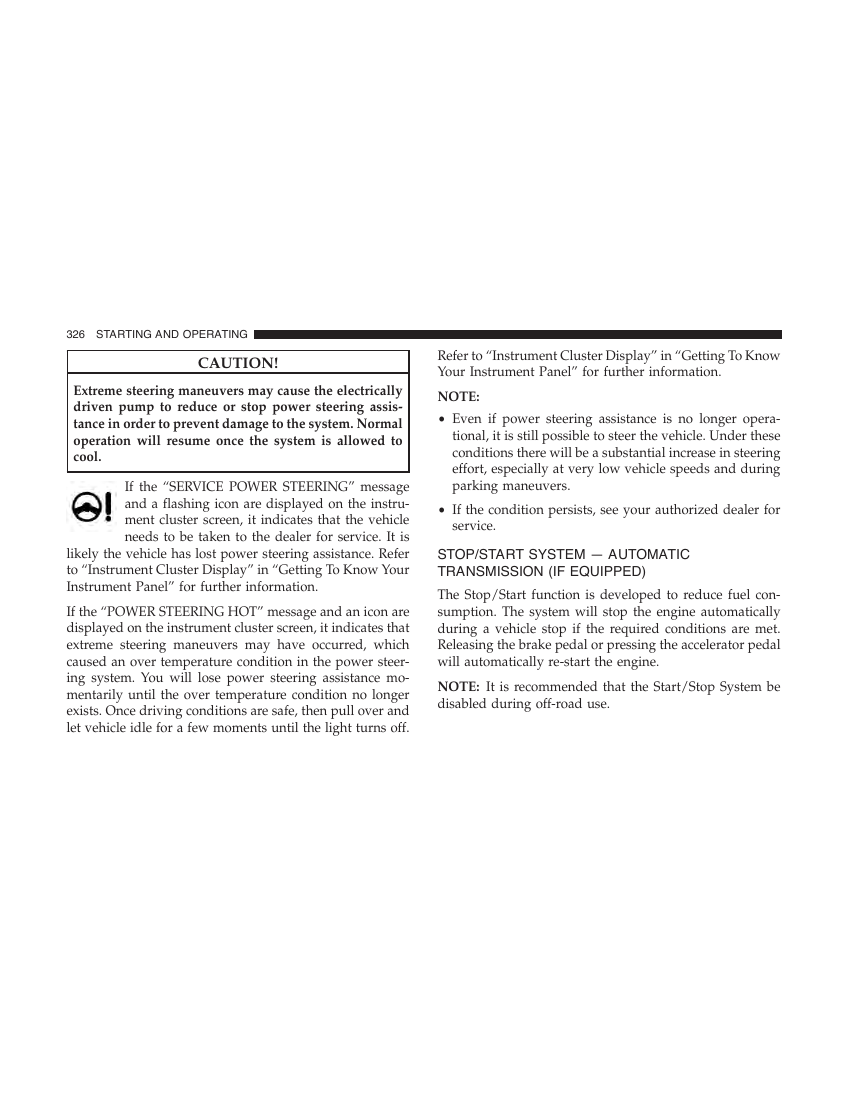 326 STARTING AND OPERATING
CAUTION!
Extreme steering maneuvers may cause the electrically
driven pump to reduce or stop power steering assis-
tance in order to prevent damage to the system. Normal
operation will resume once the system is allowed to
cool.
If the “SERVICE POWER STEERING” message
and a flashing icon are displayed on the instru-
ment cluster screen, it indicates that the vehicle
needs to be taken to the dealer for service. It is
likely the vehicle has lost power steering assistance. Refer
to “Instrument Cluster Display” in “Getting To Know Your
Instrument Panel” for further information.
If the “POWER STEERING HOT” message and an icon are
displayed on the instrument cluster screen, it indicates that
extreme steering maneuvers may have occurred, which
caused an over temperature condition in the power steer-
ing system. You will lose power steering assistance mo-
mentarily until the over temperature condition no longer
exists. Once driving conditions are safe, then pull over and
let vehicle idle for a few moments until the light turns off.
Refer to “Instrument Cluster Display” in “Getting To Know
Your Instrument Panel” for further information.
NOTE:
• Even if power steering assistance is no longer opera-
tional, it is still possible to steer the vehicle. Under these
conditions there will be a substantial increase in steering
effort, especially at very low vehicle speeds and during
parking maneuvers.
• If the condition persists, see your authorized dealer for
service.
STOP/START SYSTEM — AUTOMATIC
TRANSMISSION (IF EQUIPPED)
The Stop/Start function is developed to reduce fuel con-
sumption. The system will stop the engine automatically
during a vehicle stop if the required conditions are met.
Releasing the brake pedal or pressing the accelerator pedal
will automatically re-start the engine.
NOTE: It is recommended that the Start/Stop System be
disabled during off-road use.